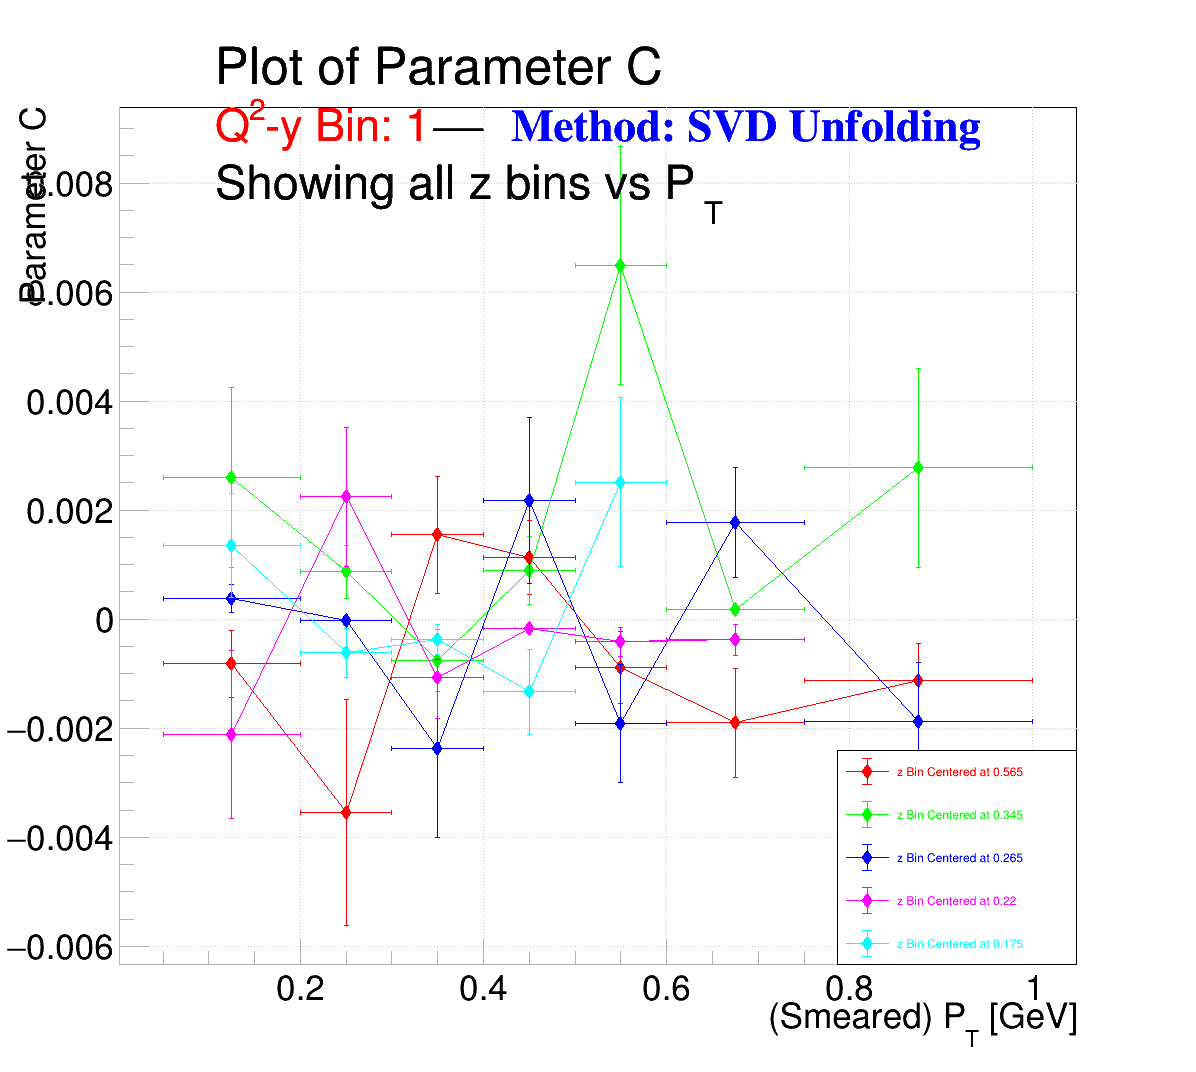 Plot of Parameter C
Q²-y Bin: 1 — Method: SVD Unfolding
Showing all z bins vs P_T
Parameter C
0.008
0.006
0.004
0.002
0
−0.002
−0.004
−0.006
0.2 0.4 0.6 0.8 1
(Smeared) P_T [GeV]
z Bin Centered at 0.565
z Bin Centered at 0.345
z Bin Centered at 0.265
z Bin Centered at 0.22
z Bin Centered at 0.175